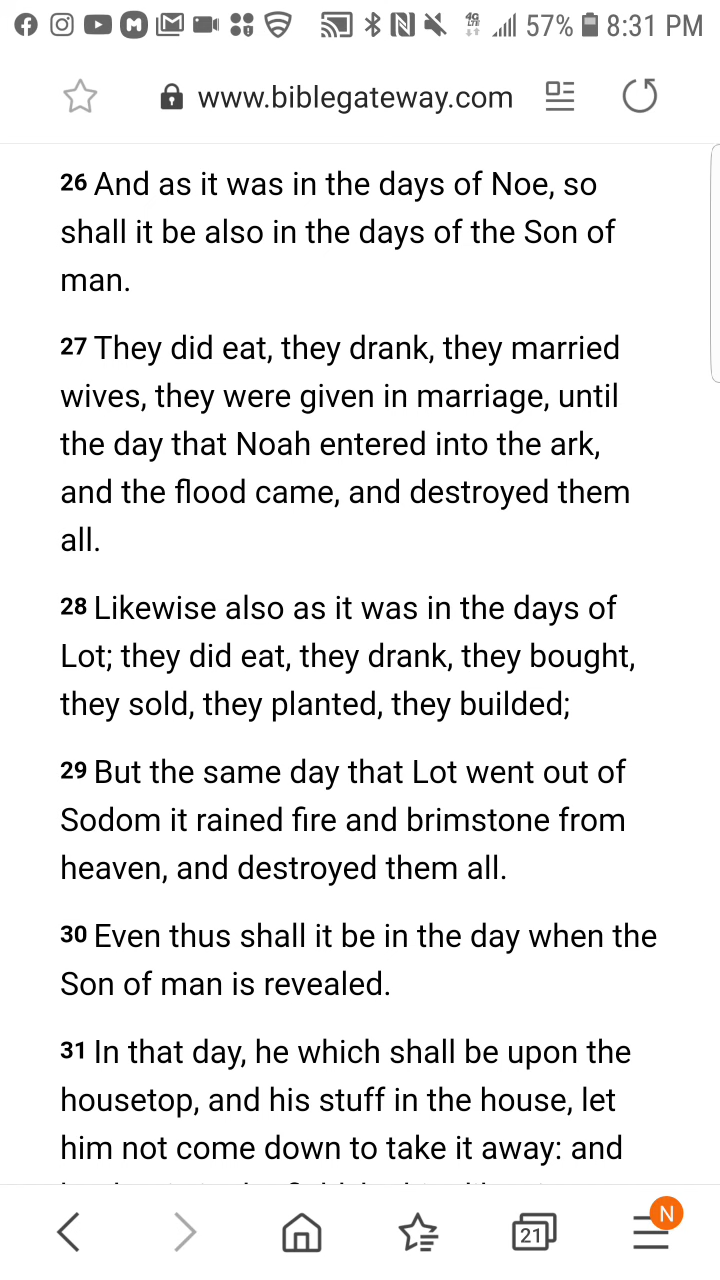 57% 8:31 PM
www.biblegateway.com
26 And as it was in the days of Noe, so
shall it be also in the days of the Son of
man.
27 They did eat, they drank, they married
wives, they were given in marriage, until
the day that Noah entered into the ark,
and the flood came, and destroyed them
all.
28 Likewise also as it was in the days of
Lot; they did eat, they drank, they bought,
they sold, they planted, they builded;
29 But the same day that Lot went out of
Sodom it rained fire and brimstone from
heaven, and destroyed them all.
30 Even thus shall it be in the day when the
Son of man is revealed.
31 In that day, he which shall be upon the
housetop, and his stuff in the house, let
him not come down to take it away: and
21 N